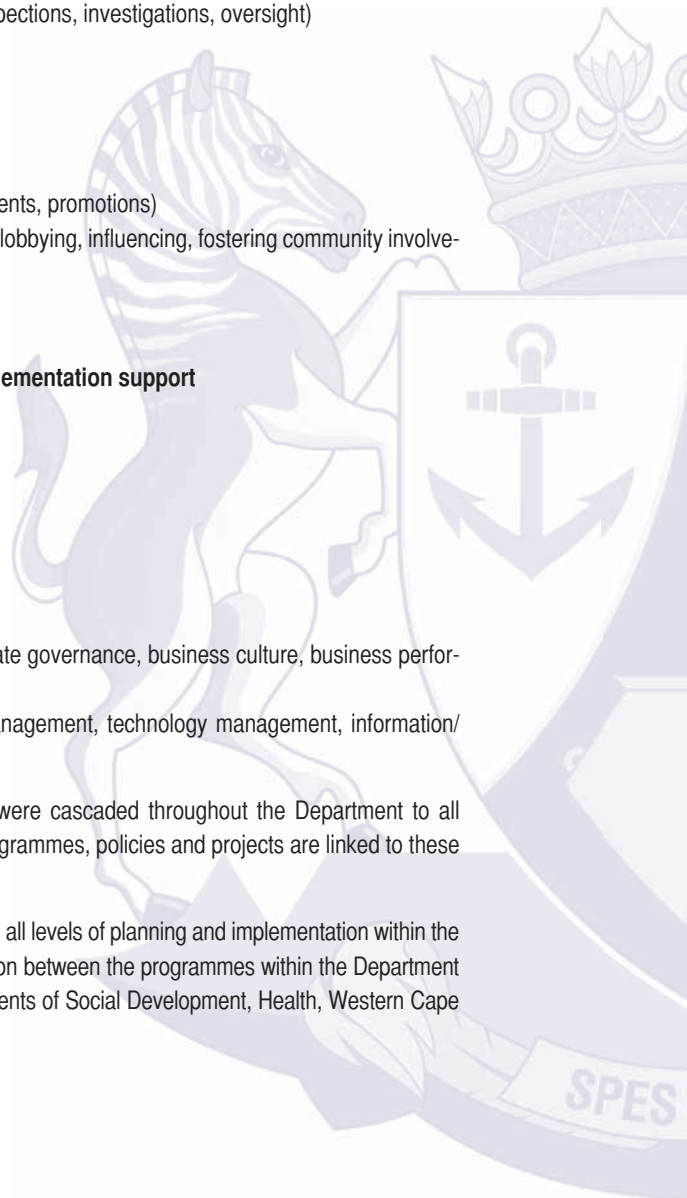 pections, investigations, oversight)
ents, promotions)
lobbying, influencing, fostering community involve-
lementation support
ate governance, business culture, business perfor-
nagement, technology management, information/
were cascaded throughout the Department to all
grammes, policies and projects are linked to these
all levels of planning and implementation within the
on between the programmes within the Department
ents of Social Development, Health, Western Cape
SPES